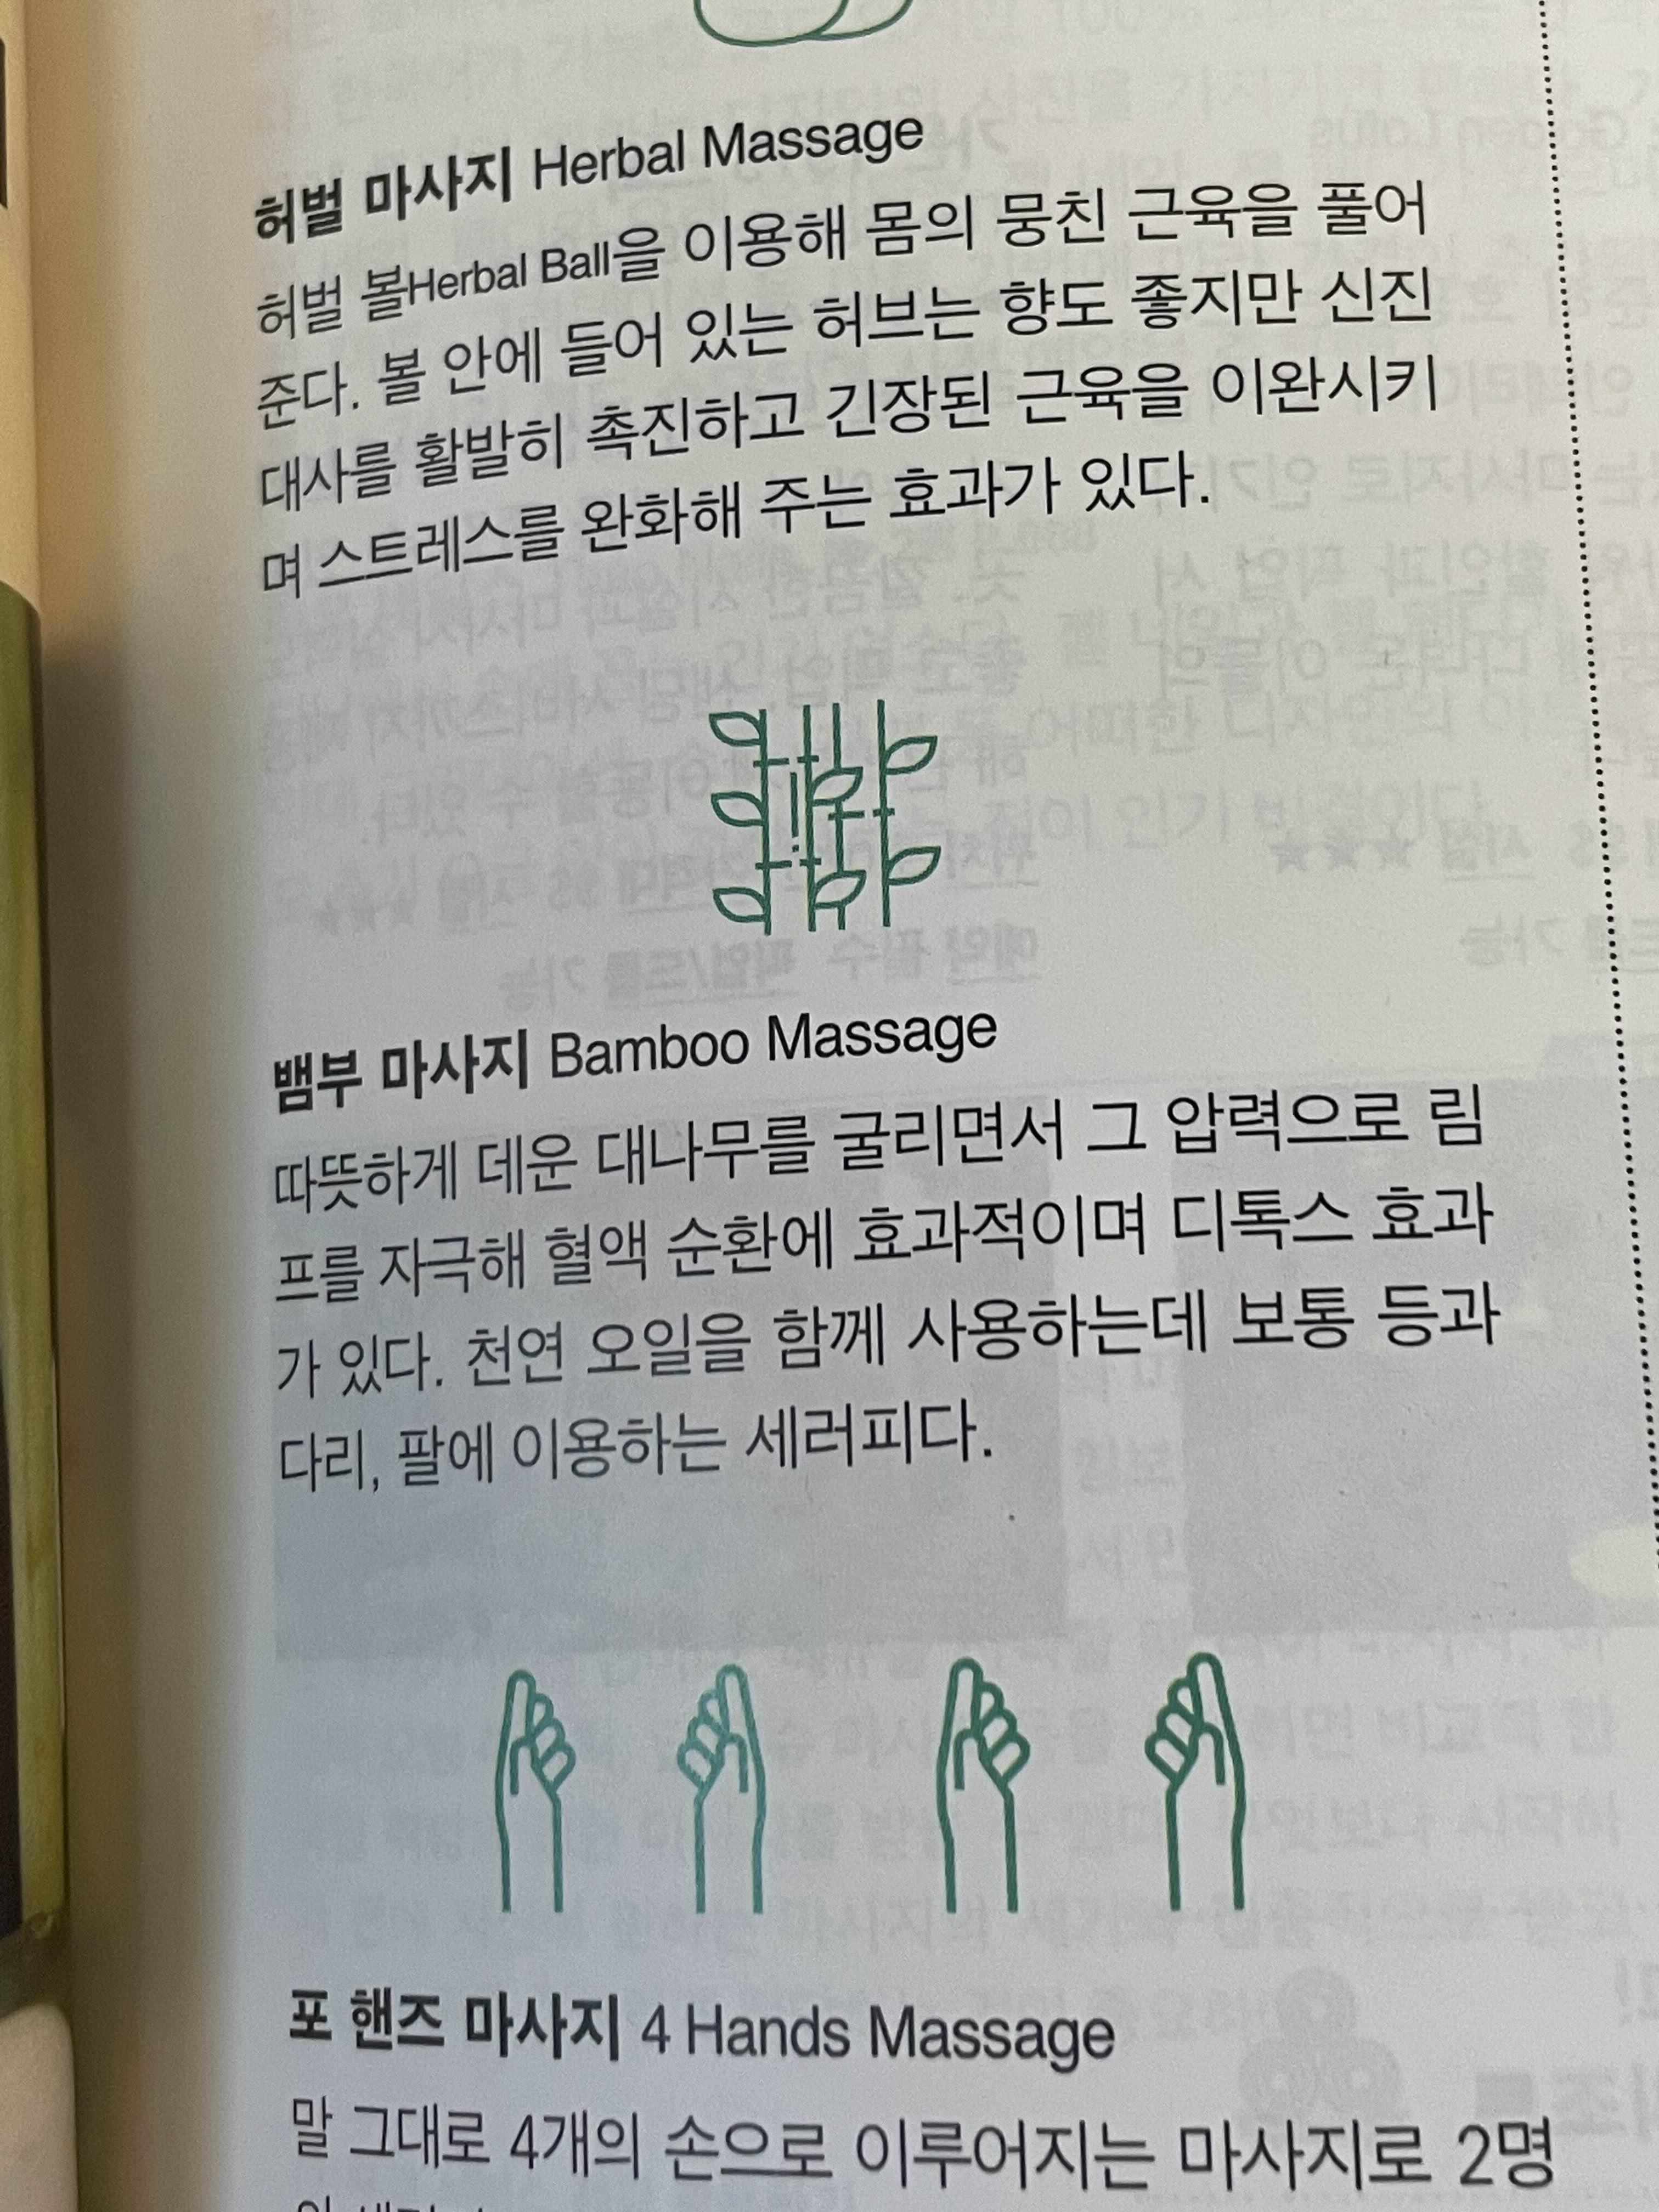 허벌 마사지 Herbal Massage
허벌 볼Herbal Ball을 이용해 몸의 뭉친 근육을 풀어
준다. 볼 안에 들어 있는 허브는 향도 좋지만 신진
대사를 활발히 촉진하고 긴장된 근육을 이완시키
며 스트레스를 완화해 주는 효과가 있다.
뱀부 마사지 Bamboo Massage
따뜻하게 데운 대나무를 굴리면서 그 압력으로 림
프를 자극해 혈액 순환에 효과적이며 디톡스 효과
가 있다. 천연 오일을 함께 사용하는데 보통 등과
다리, 팔에 이용하는 세러피다.
포 핸즈 마사지 4 Hands Massage
말 그대로 4개의 손으로 이루어지는 마사지로 2명